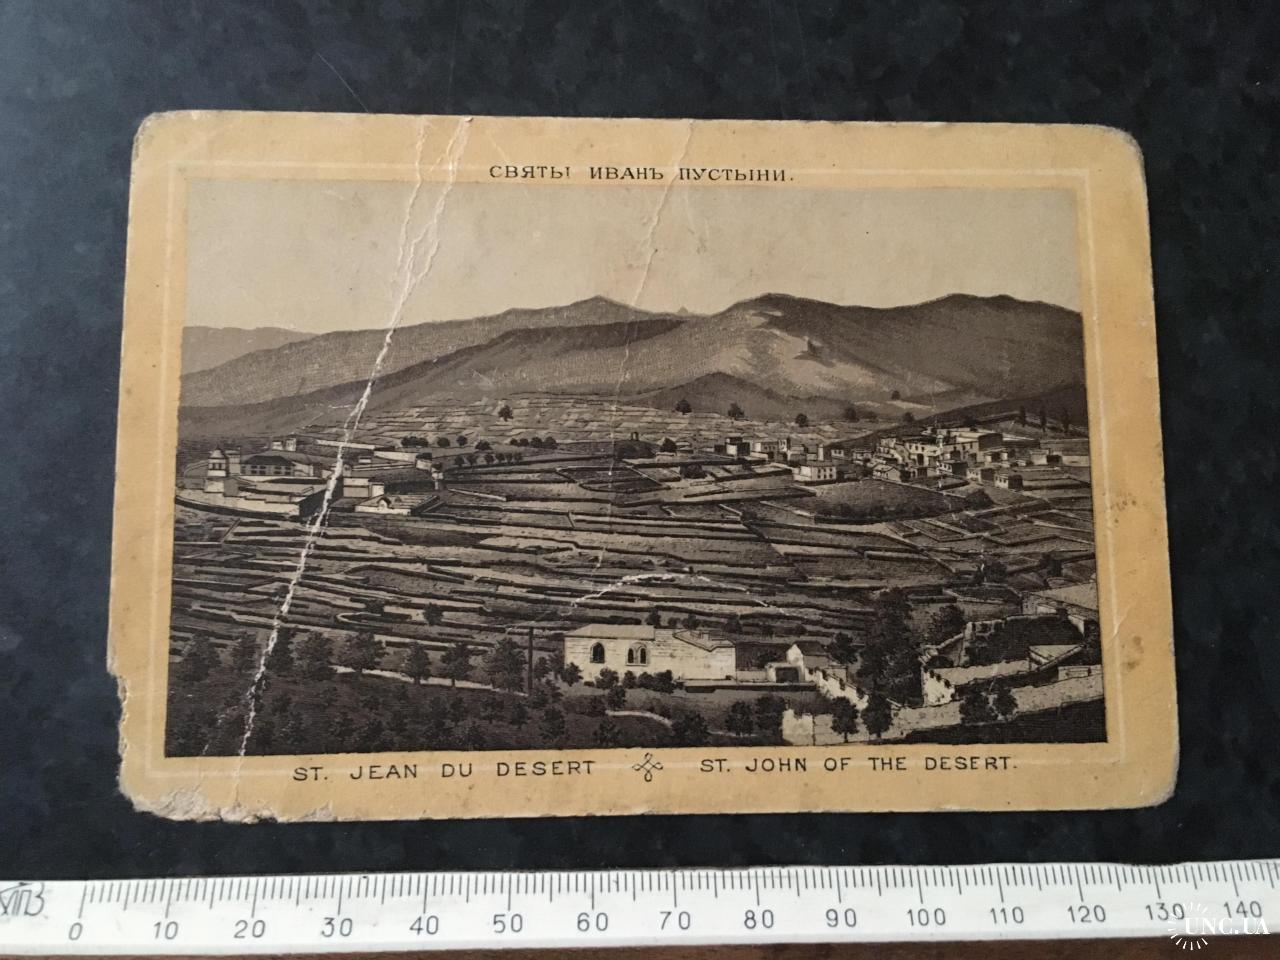 СВЯТЫ ИВАНЪ ПУСТЫНИ.
ST. JEAN DU DESERT ST. JOHN OF THE DESERT.
0 10 20 30 40 50 60 70 80 90 100 110 120 130 140
UNC.UA